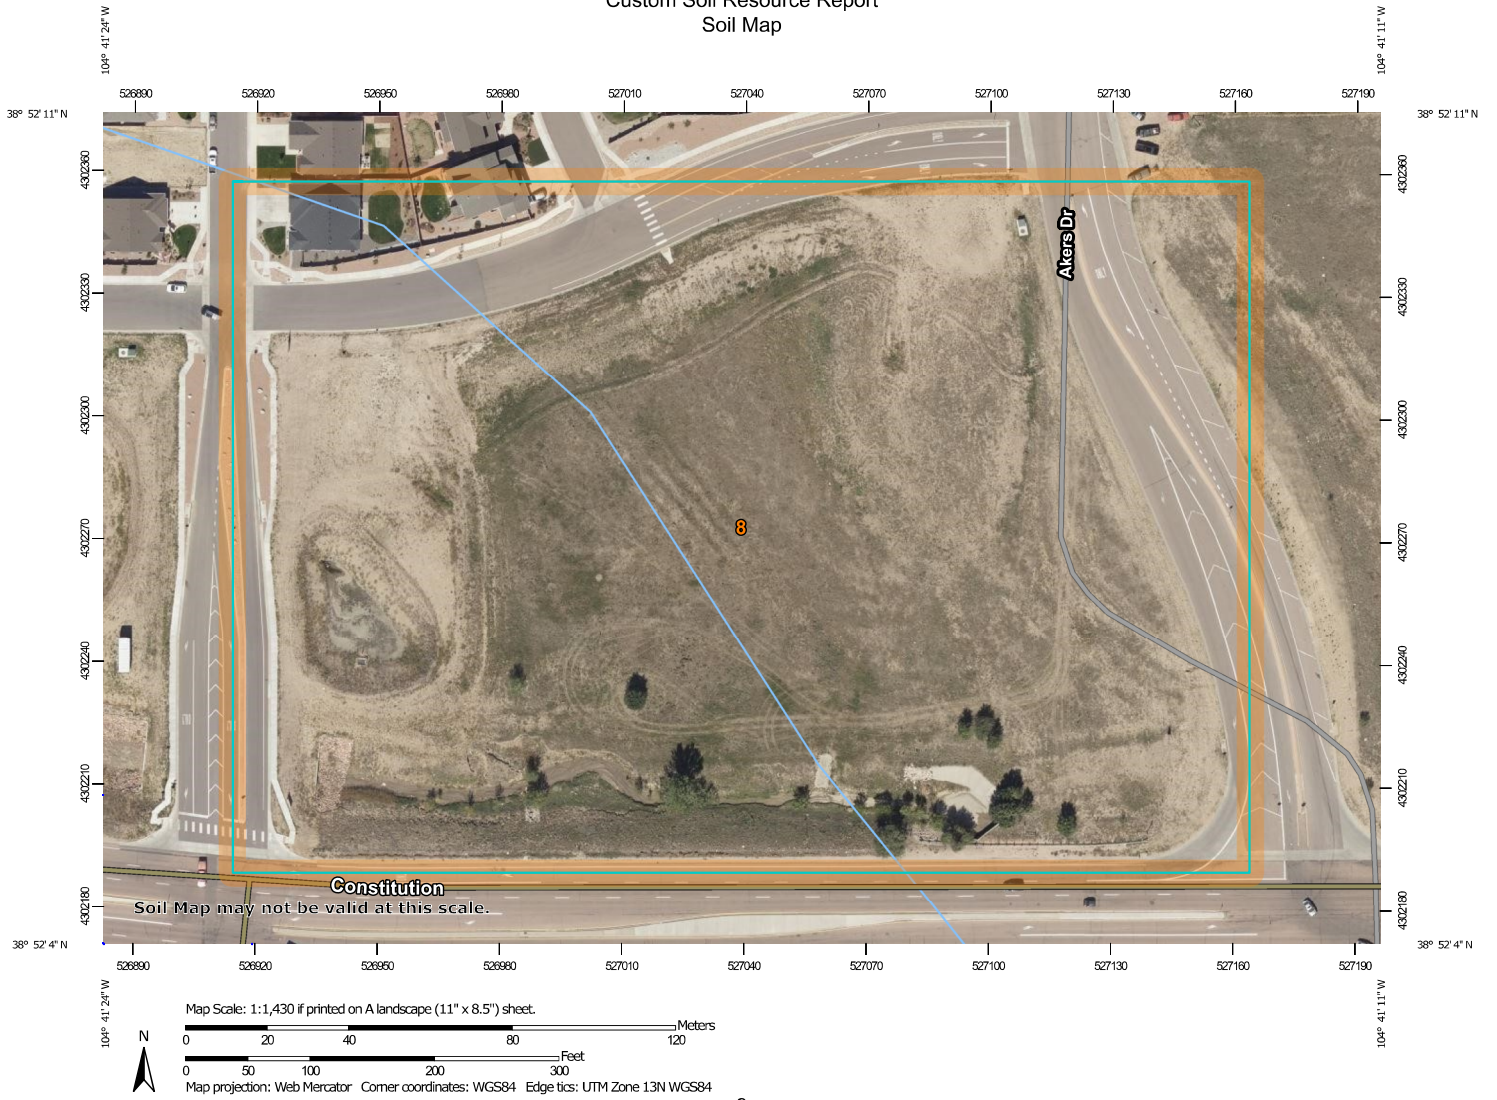 Custom Soil Resource Report
Soil Map
104° 41' 24" W
104° 41' 11" W
526890 526920 526950 526980 527010 527040 527070 527100 527130 527160 527190
38° 52' 11" N
38° 52' 11" N
4302360
4302360
Akers Dr
4302330
4302330
4302300
4302300
8
4302270
4302270
4302240
4302240
4302210
4302210
Constitution
4302180
4302180
Soil Map may not be valid at this scale.
38° 52' 4" N
38° 52' 4" N
526890 526920 526950 526980 527010 527040 527070 527100 527130 527160 527190
104° 41' 24" W
104° 41' 11" W
Map Scale: 1:1,430 if printed on A landscape (11" x 8.5") sheet.
N
Meters
0 20 40 80 120
Feet
0 50 100 200 300
Map projection: Web Mercator Corner coordinates: WGS84 Edge tics: UTM Zone 13N WGS84